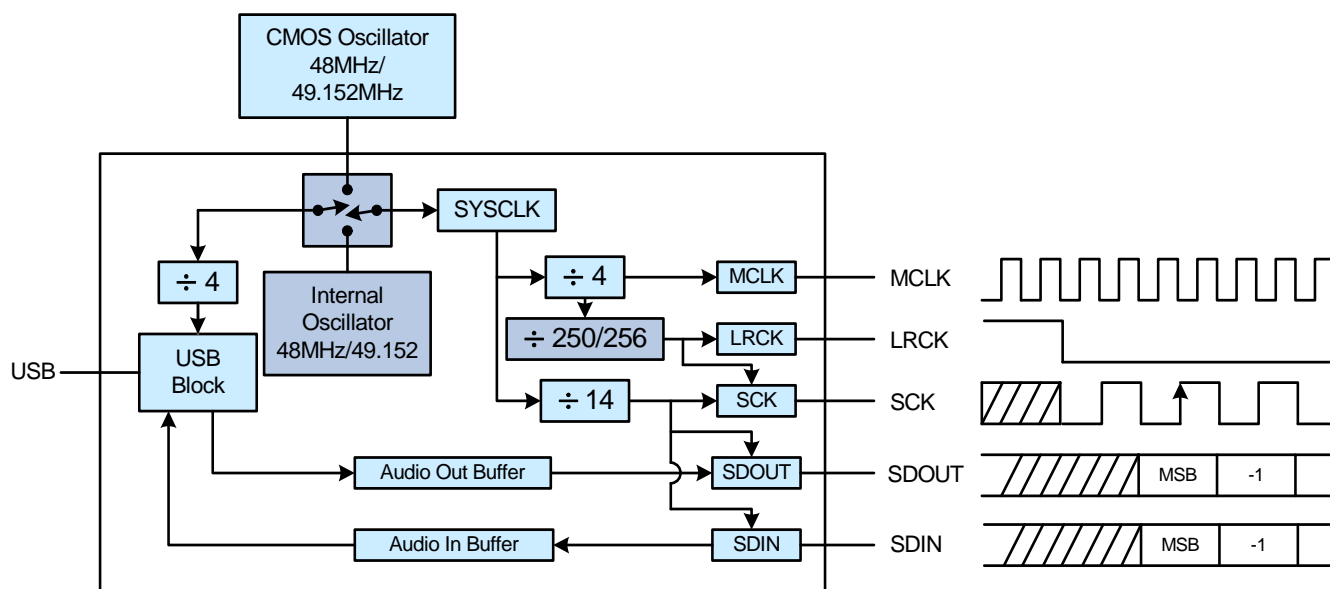 CMOS Oscillator
48MHz/
49.152MHz
SYSCLK
÷ 4
÷ 4
MCLK
MCLK
Internal
Oscillator
48MHz/49.152
÷ 250/256
LRCK
LRCK
USB
USB
Block
÷ 14
SCK
SCK
Audio Out Buffer
SDOUT
SDOUT
MSB
-1
Audio In Buffer
SDIN
SDIN
MSB
-1